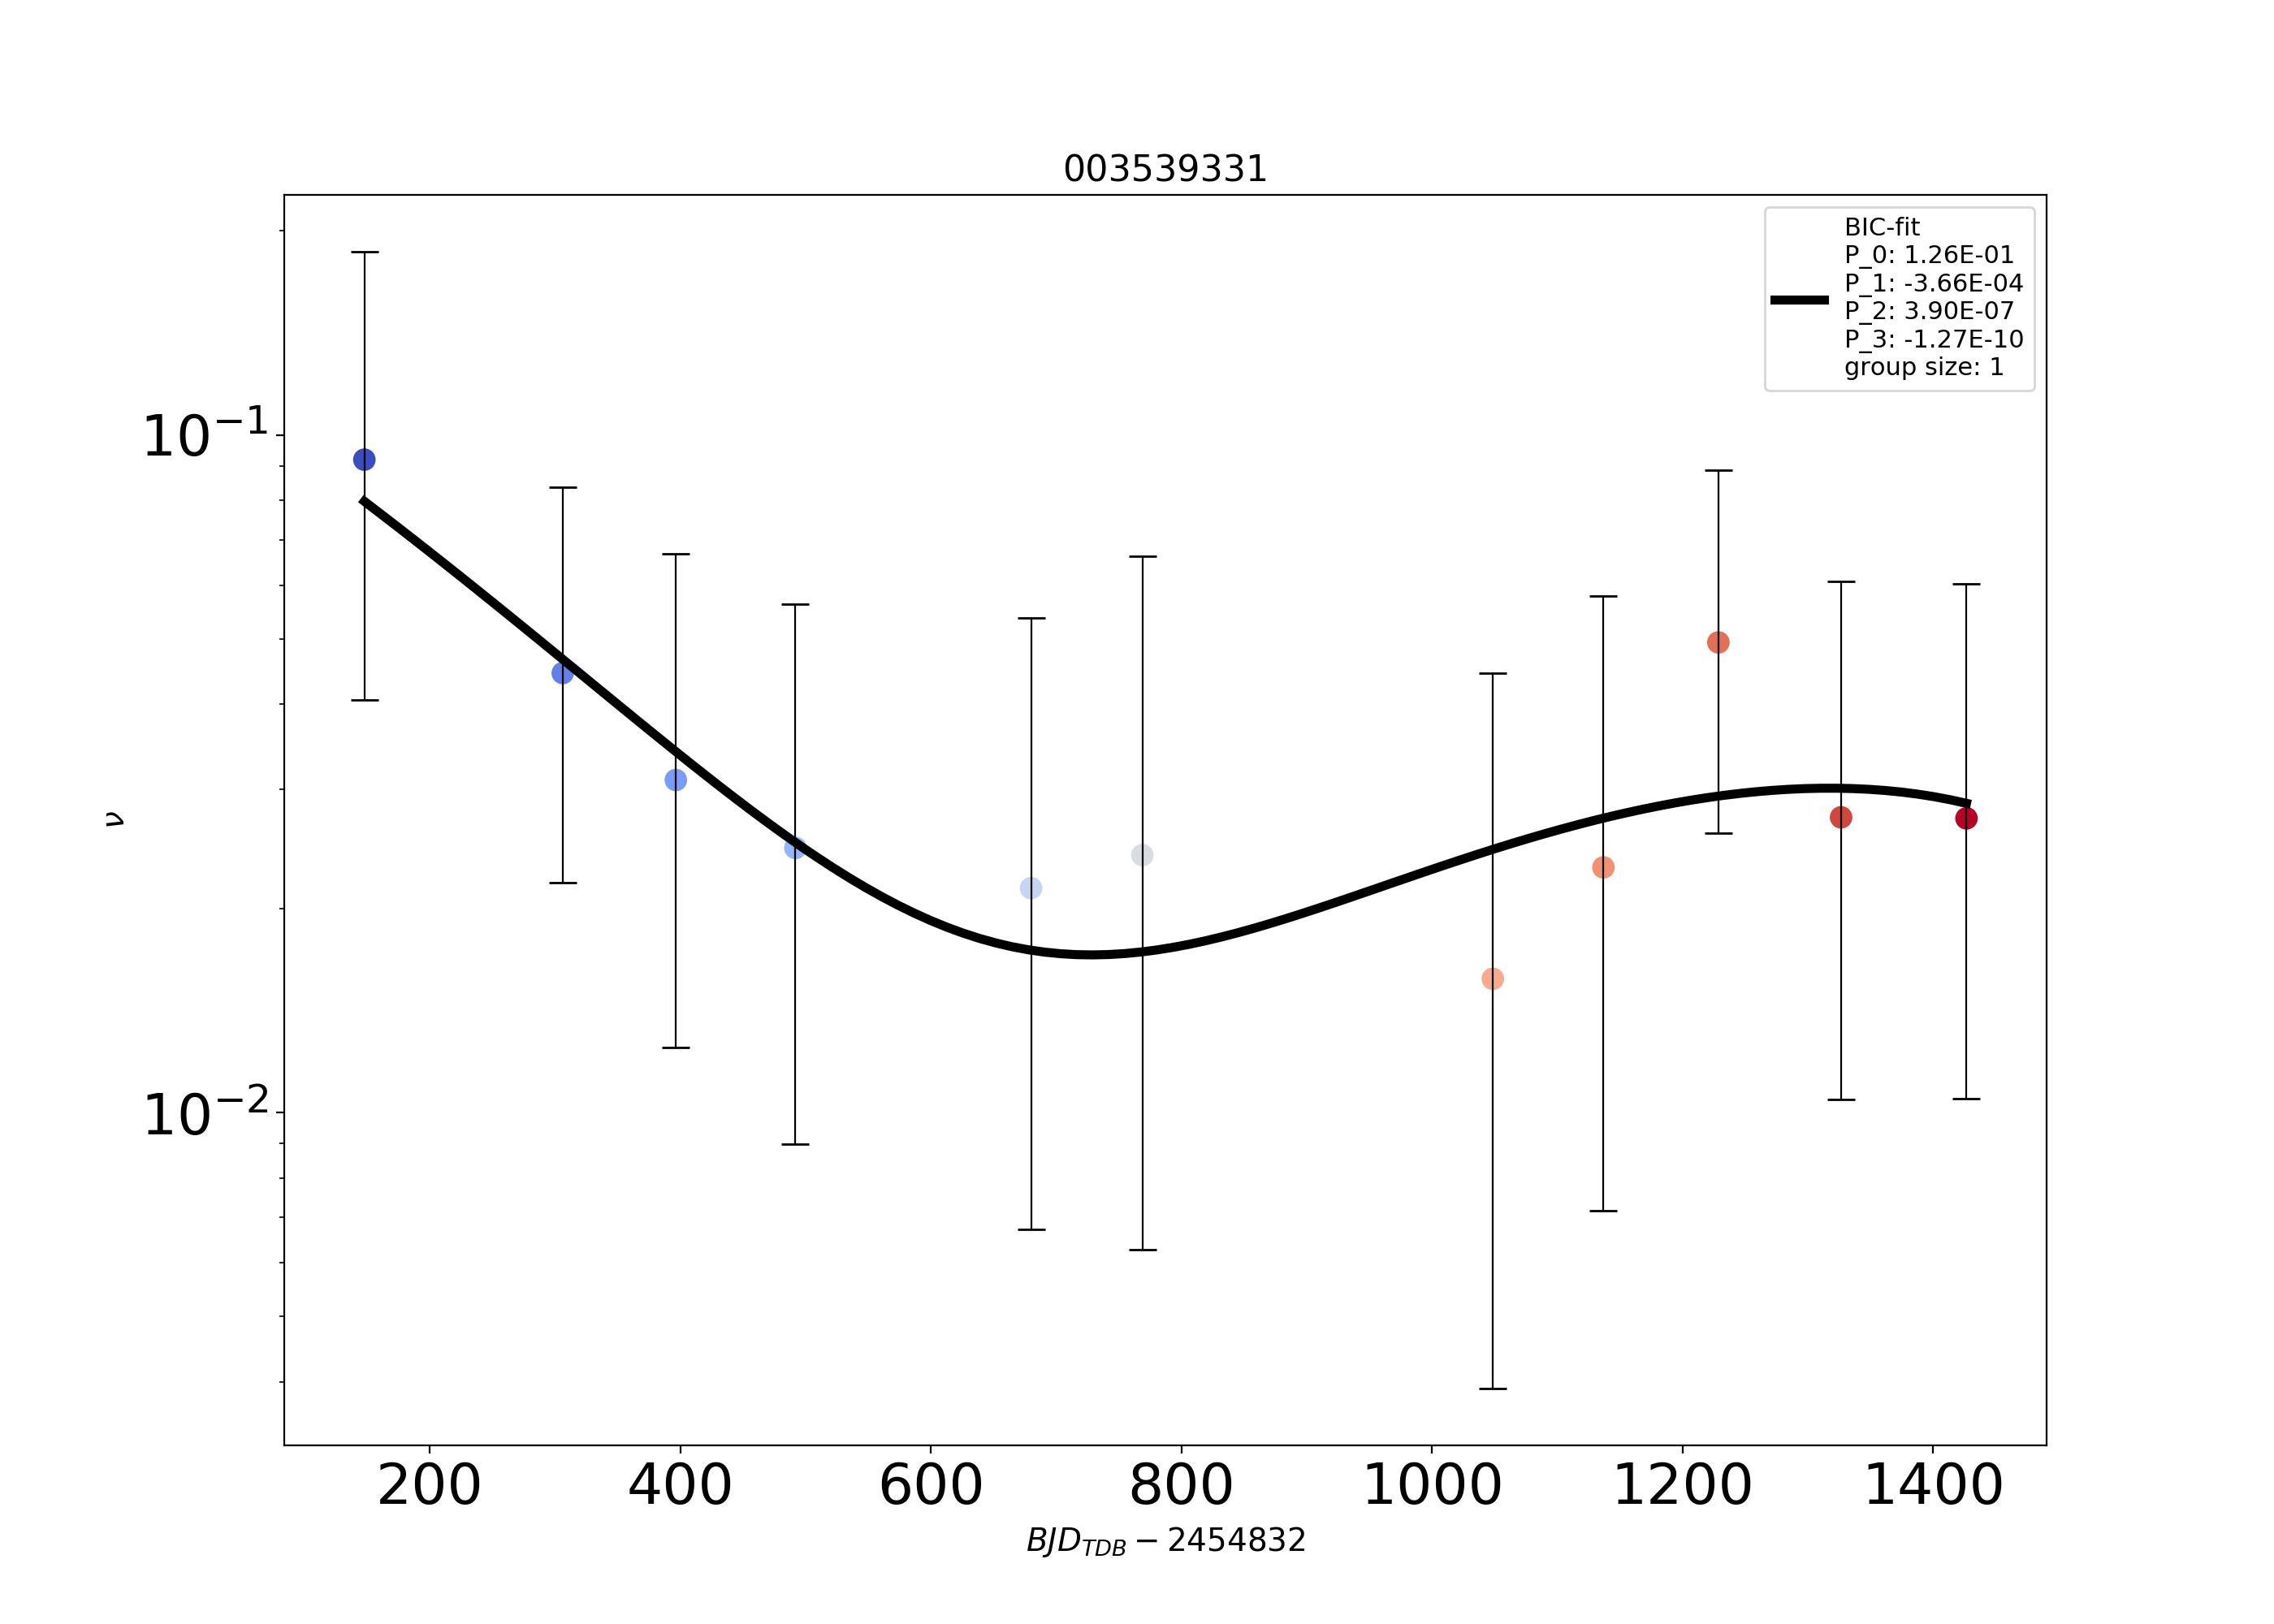 003539331
BIC-fit
P_0: 1.26E-01
P_1: -3.66E-04
P_2: 3.90E-07
P_3: -1.27E-10
group size: 1
10⁻¹
ν
10⁻²
200 400 600 800 1000 1200 1400
BJD_TDB − 2454832